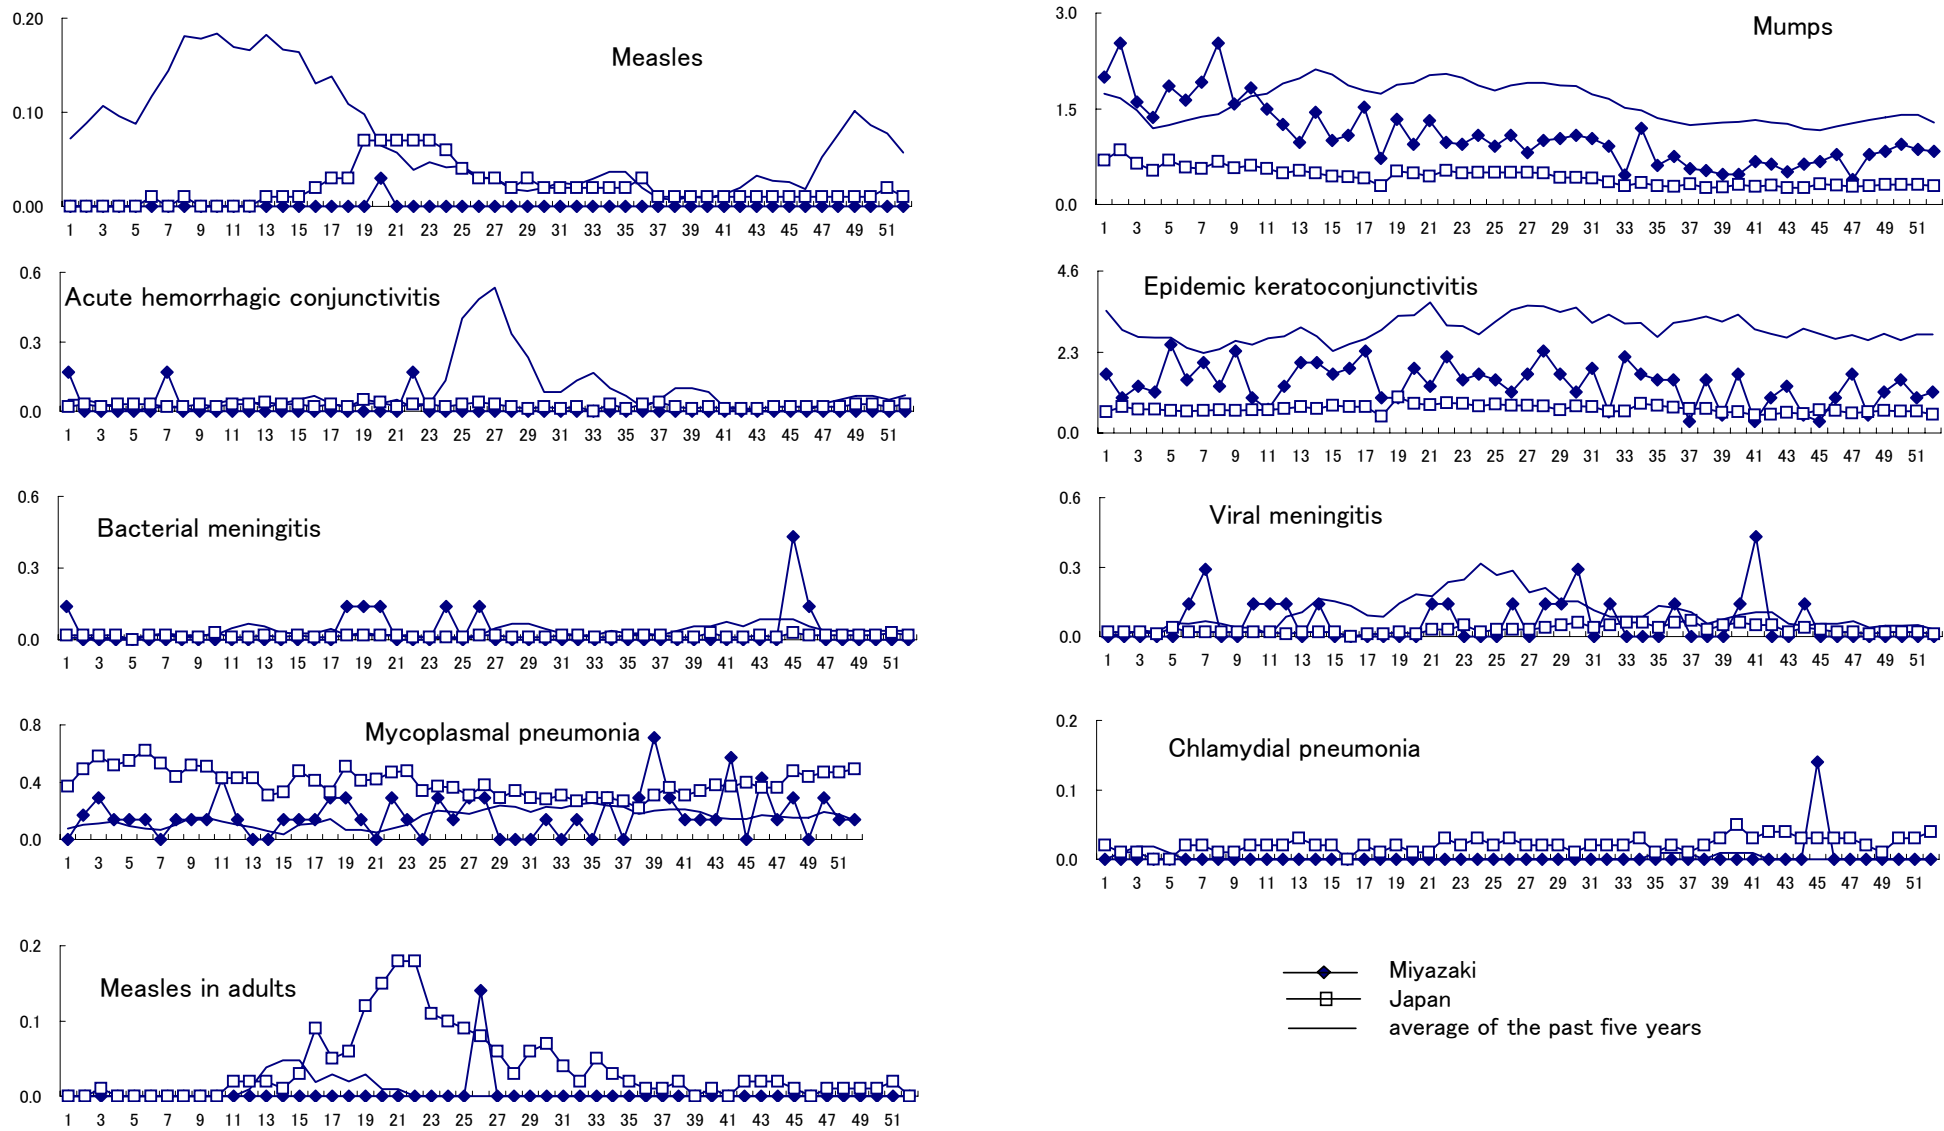 Measles
0.20
0.10
0.00
1 3 5 7 9 11 13 15 17 19 21 23 25 27 29 31 33 35 37 39 41 43 45 47 49 51
Mumps
3.0
1.5
0.0
1 3 5 7 9 11 13 15 17 19 21 23 25 27 29 31 33 35 37 39 41 43 45 47 49 51
Acute hemorrhagic conjunctivitis
0.6
0.3
0.0
1 3 5 7 9 11 13 15 17 19 21 23 25 27 29 31 33 35 37 39 41 43 45 47 49 51
Epidemic keratoconjunctivitis
4.6
2.3
0.0
1 3 5 7 9 11 13 15 17 19 21 23 25 27 29 31 33 35 37 39 41 43 45 47 49 51
Bacterial meningitis
0.6
0.3
0.0
1 3 5 7 9 11 13 15 17 19 21 23 25 27 29 31 33 35 37 39 41 43 45 47 49 51
Viral meningitis
0.6
0.3
0.0
1 3 5 7 9 11 13 15 17 19 21 23 25 27 29 31 33 35 37 39 41 43 45 47 49 51
Mycoplasmal pneumonia
0.8
0.4
0.0
1 3 5 7 9 11 13 15 17 19 21 23 25 27 29 31 33 35 37 39 41 43 45 47 49 51
Chlamydial pneumonia
0.2
0.1
0.0
1 3 5 7 9 11 13 15 17 19 21 23 25 27 29 31 33 35 37 39 41 43 45 47 49 51
Measles in adults
0.2
0.1
0.0
1 3 5 7 9 11 13 15 17 19 21 23 25 27 29 31 33 35 37 39 41 43 45 47 49 51
Miyazaki
Japan
average of the past five years